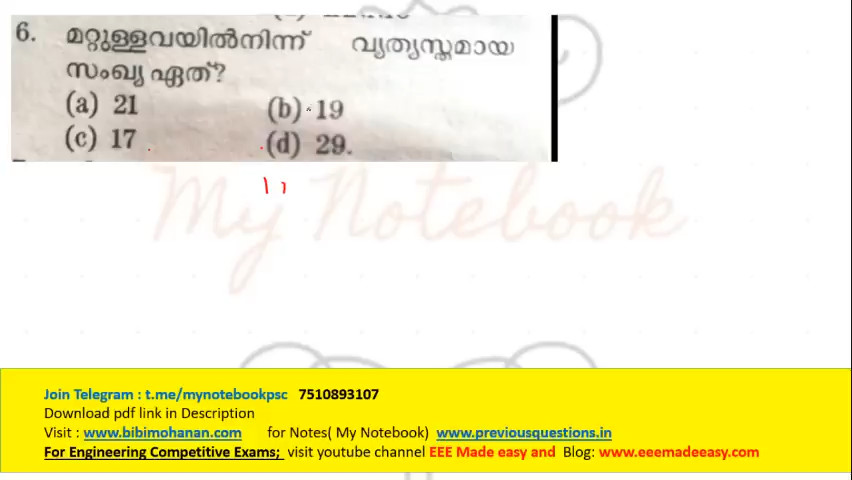 6. മറ്റുള്ളവയിൽനിന്ന് വ്യത്യസ്തമായ
സംഖ്യ ഏത്?
(a) 21 (b) 19
(c) 17 (d) 29.
My Notebook
Join Telegram : t.me/mynotebookpsc 7510893107
Download pdf link in Description
Visit : www.bibimohanan.com for Notes( My Notebook) www.previousquestions.in
For Engineering Competitive Exams; visit youtube channel EEE Made easy and Blog: www.eeemadeeasy.com